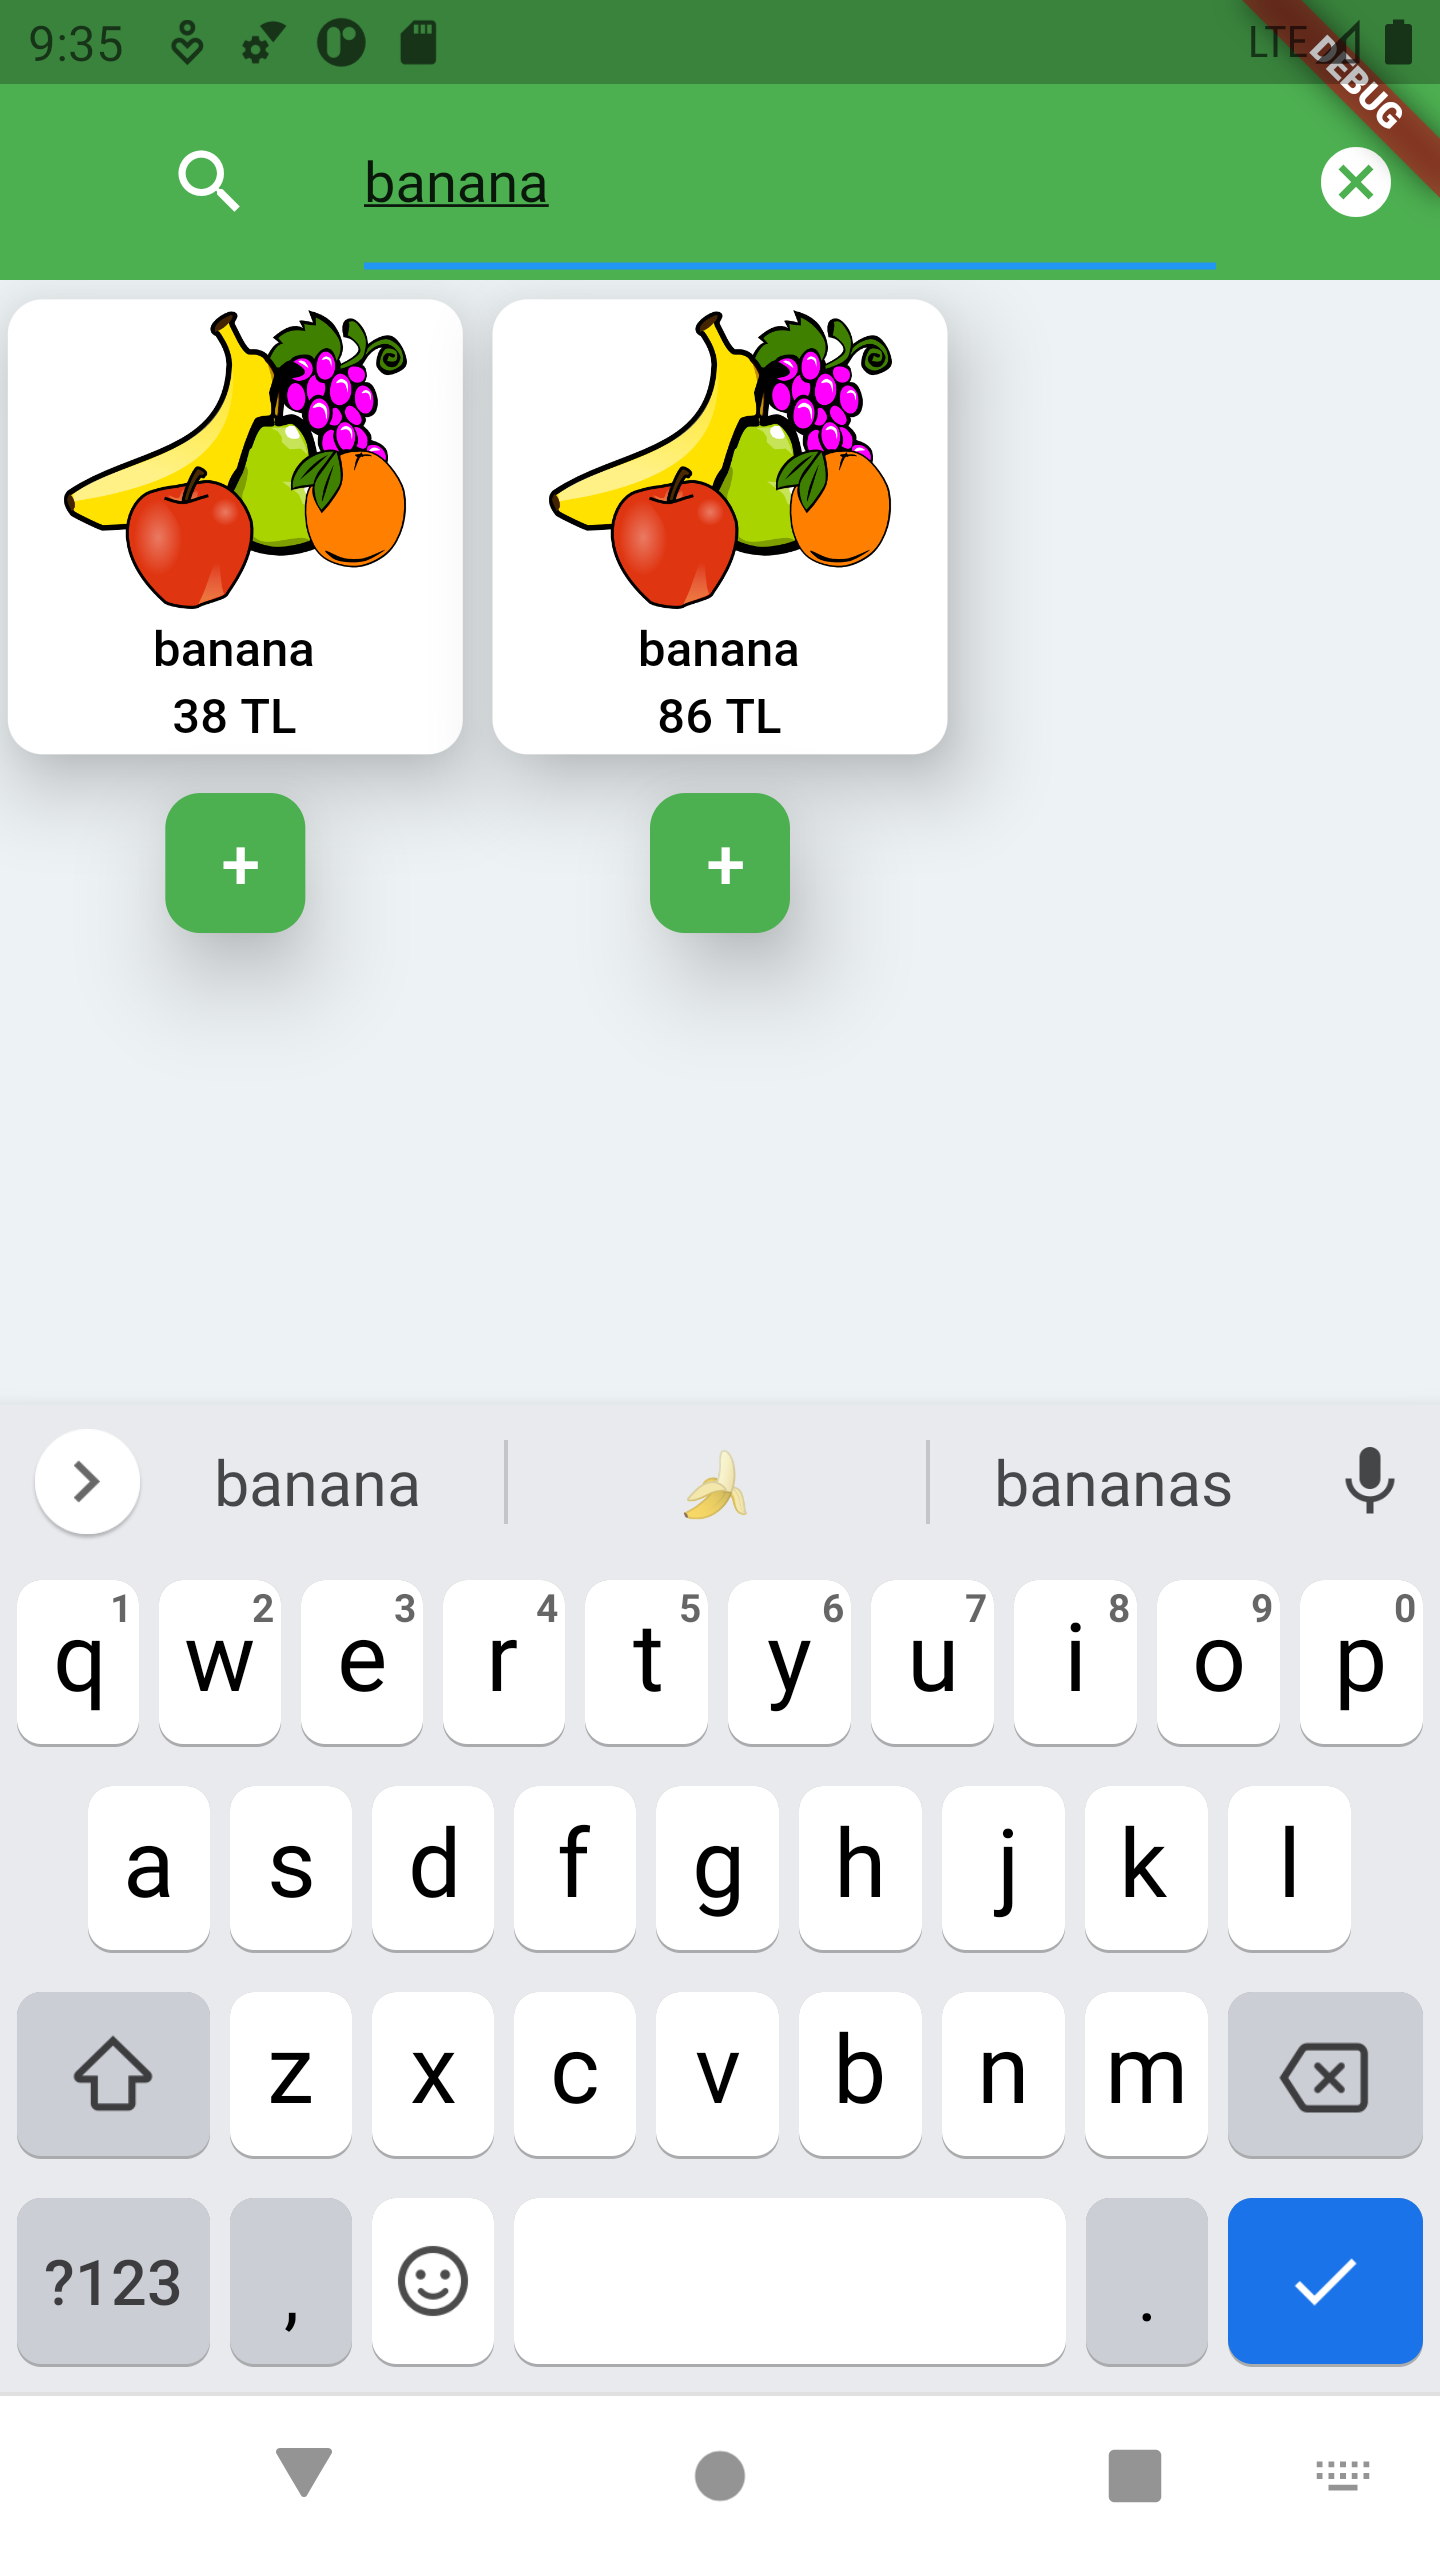 9:35 LTE
DEBUG
banana
banana banana
38 TL 86 TL
+ +
banana 🍌 bananas
q1 w2 e3 r4 t5 y6 u7 i8 o9 p0
a s d f g h j k l
z x c v b n m
?123 , .